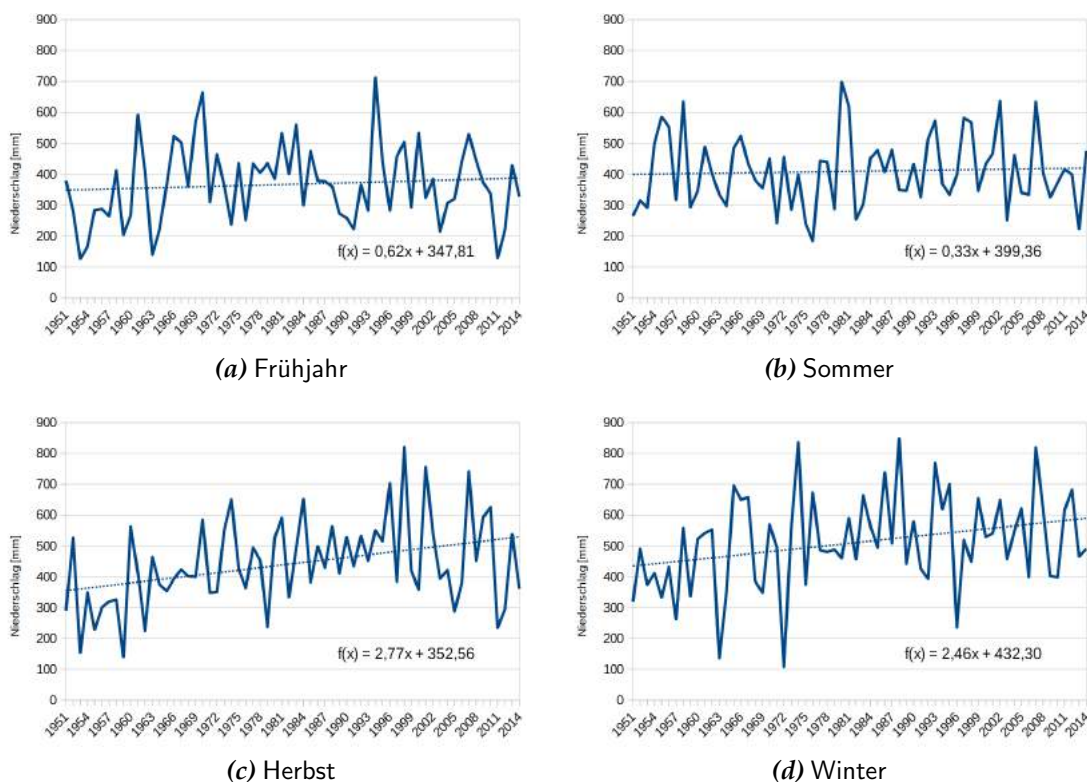 900
800
700
600
500
400
300
200
100
0
Niederschlag [mm]
f(x) = 0,62x + 347,81
1951 1954 1957 1960 1963 1966 1969 1972 1975 1978 1981 1984 1987 1990 1993 1996 1999 2002 2005 2008 2011 2014
(a) Frühjahr
900
800
700
600
500
400
300
200
100
0
Niederschlag [mm]
f(x) = 0,33x + 399,36
1951 1954 1957 1960 1963 1966 1969 1972 1975 1978 1981 1984 1987 1990 1993 1996 1999 2002 2005 2008 2011 2014
(b) Sommer
900
800
700
600
500
400
300
200
100
0
Niederschlag [mm]
f(x) = 2,77x + 352,56
1951 1954 1957 1960 1963 1966 1969 1972 1975 1978 1981 1984 1987 1990 1993 1996 1999 2002 2005 2008 2011 2014
(c) Herbst
900
800
700
600
500
400
300
200
100
0
Niederschlag [mm]
f(x) = 2,46x + 432,30
1951 1954 1957 1960 1963 1966 1969 1972 1975 1978 1981 1984 1987 1990 1993 1996 1999 2002 2005 2008 2011 2014
(d) Winter